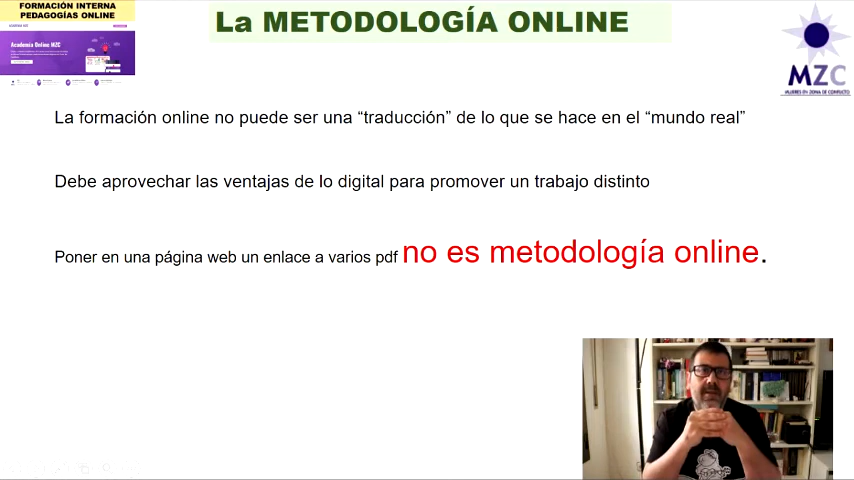 FORMACIÓN INTERNA
PEDAGOGÍAS ONLINE
La METODOLOGÍA ONLINE
Academia Online MZC
MZC
MUJERES EN ZONA DE CONFLICTO
La formación online no puede ser una “traducción” de lo que se hace en el “mundo real”
Debe aprovechar las ventajas de lo digital para promover un trabajo distinto
Poner en una página web un enlace a varios pdf no es metodología online.